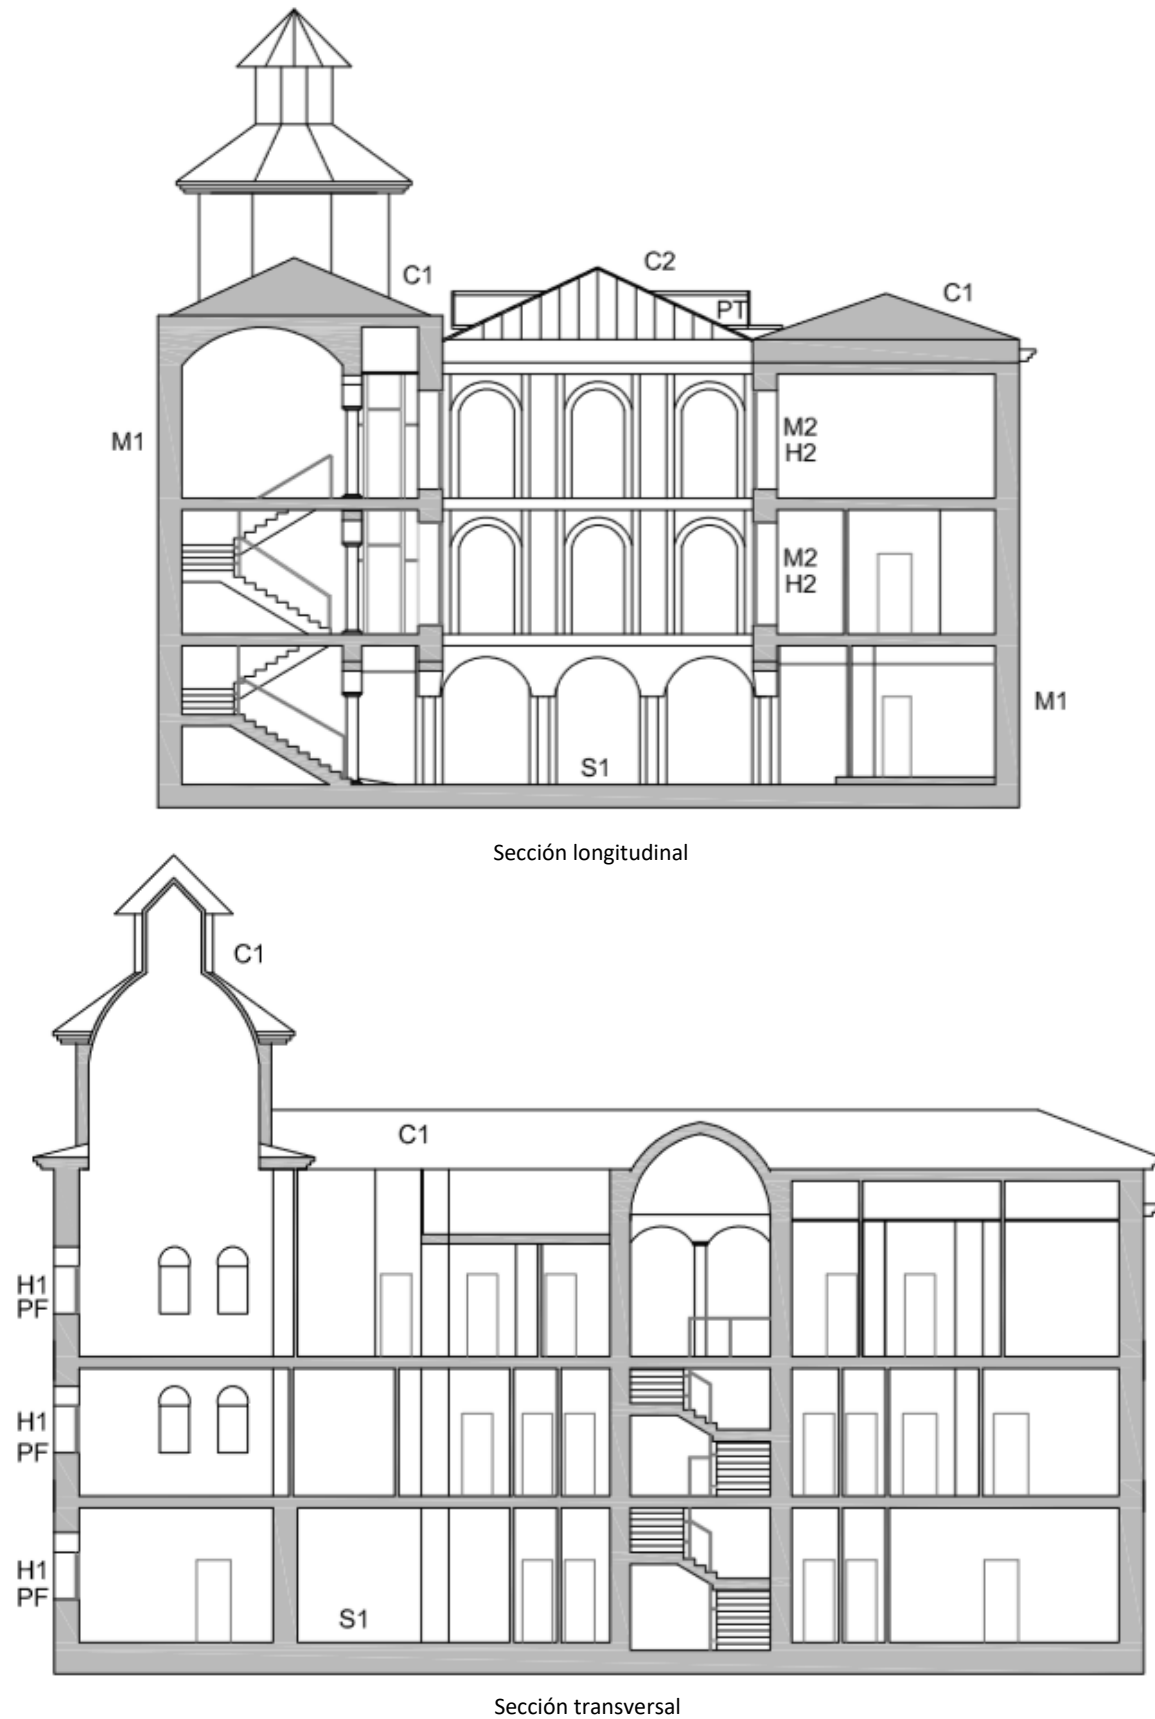 C2
C1
C1
PT
M1
M2
H2
M2
H2
M1
S1
Sección longitudinal
C1
C1
H1
PF
H1
PF
H1
PF
S1
Sección transversal